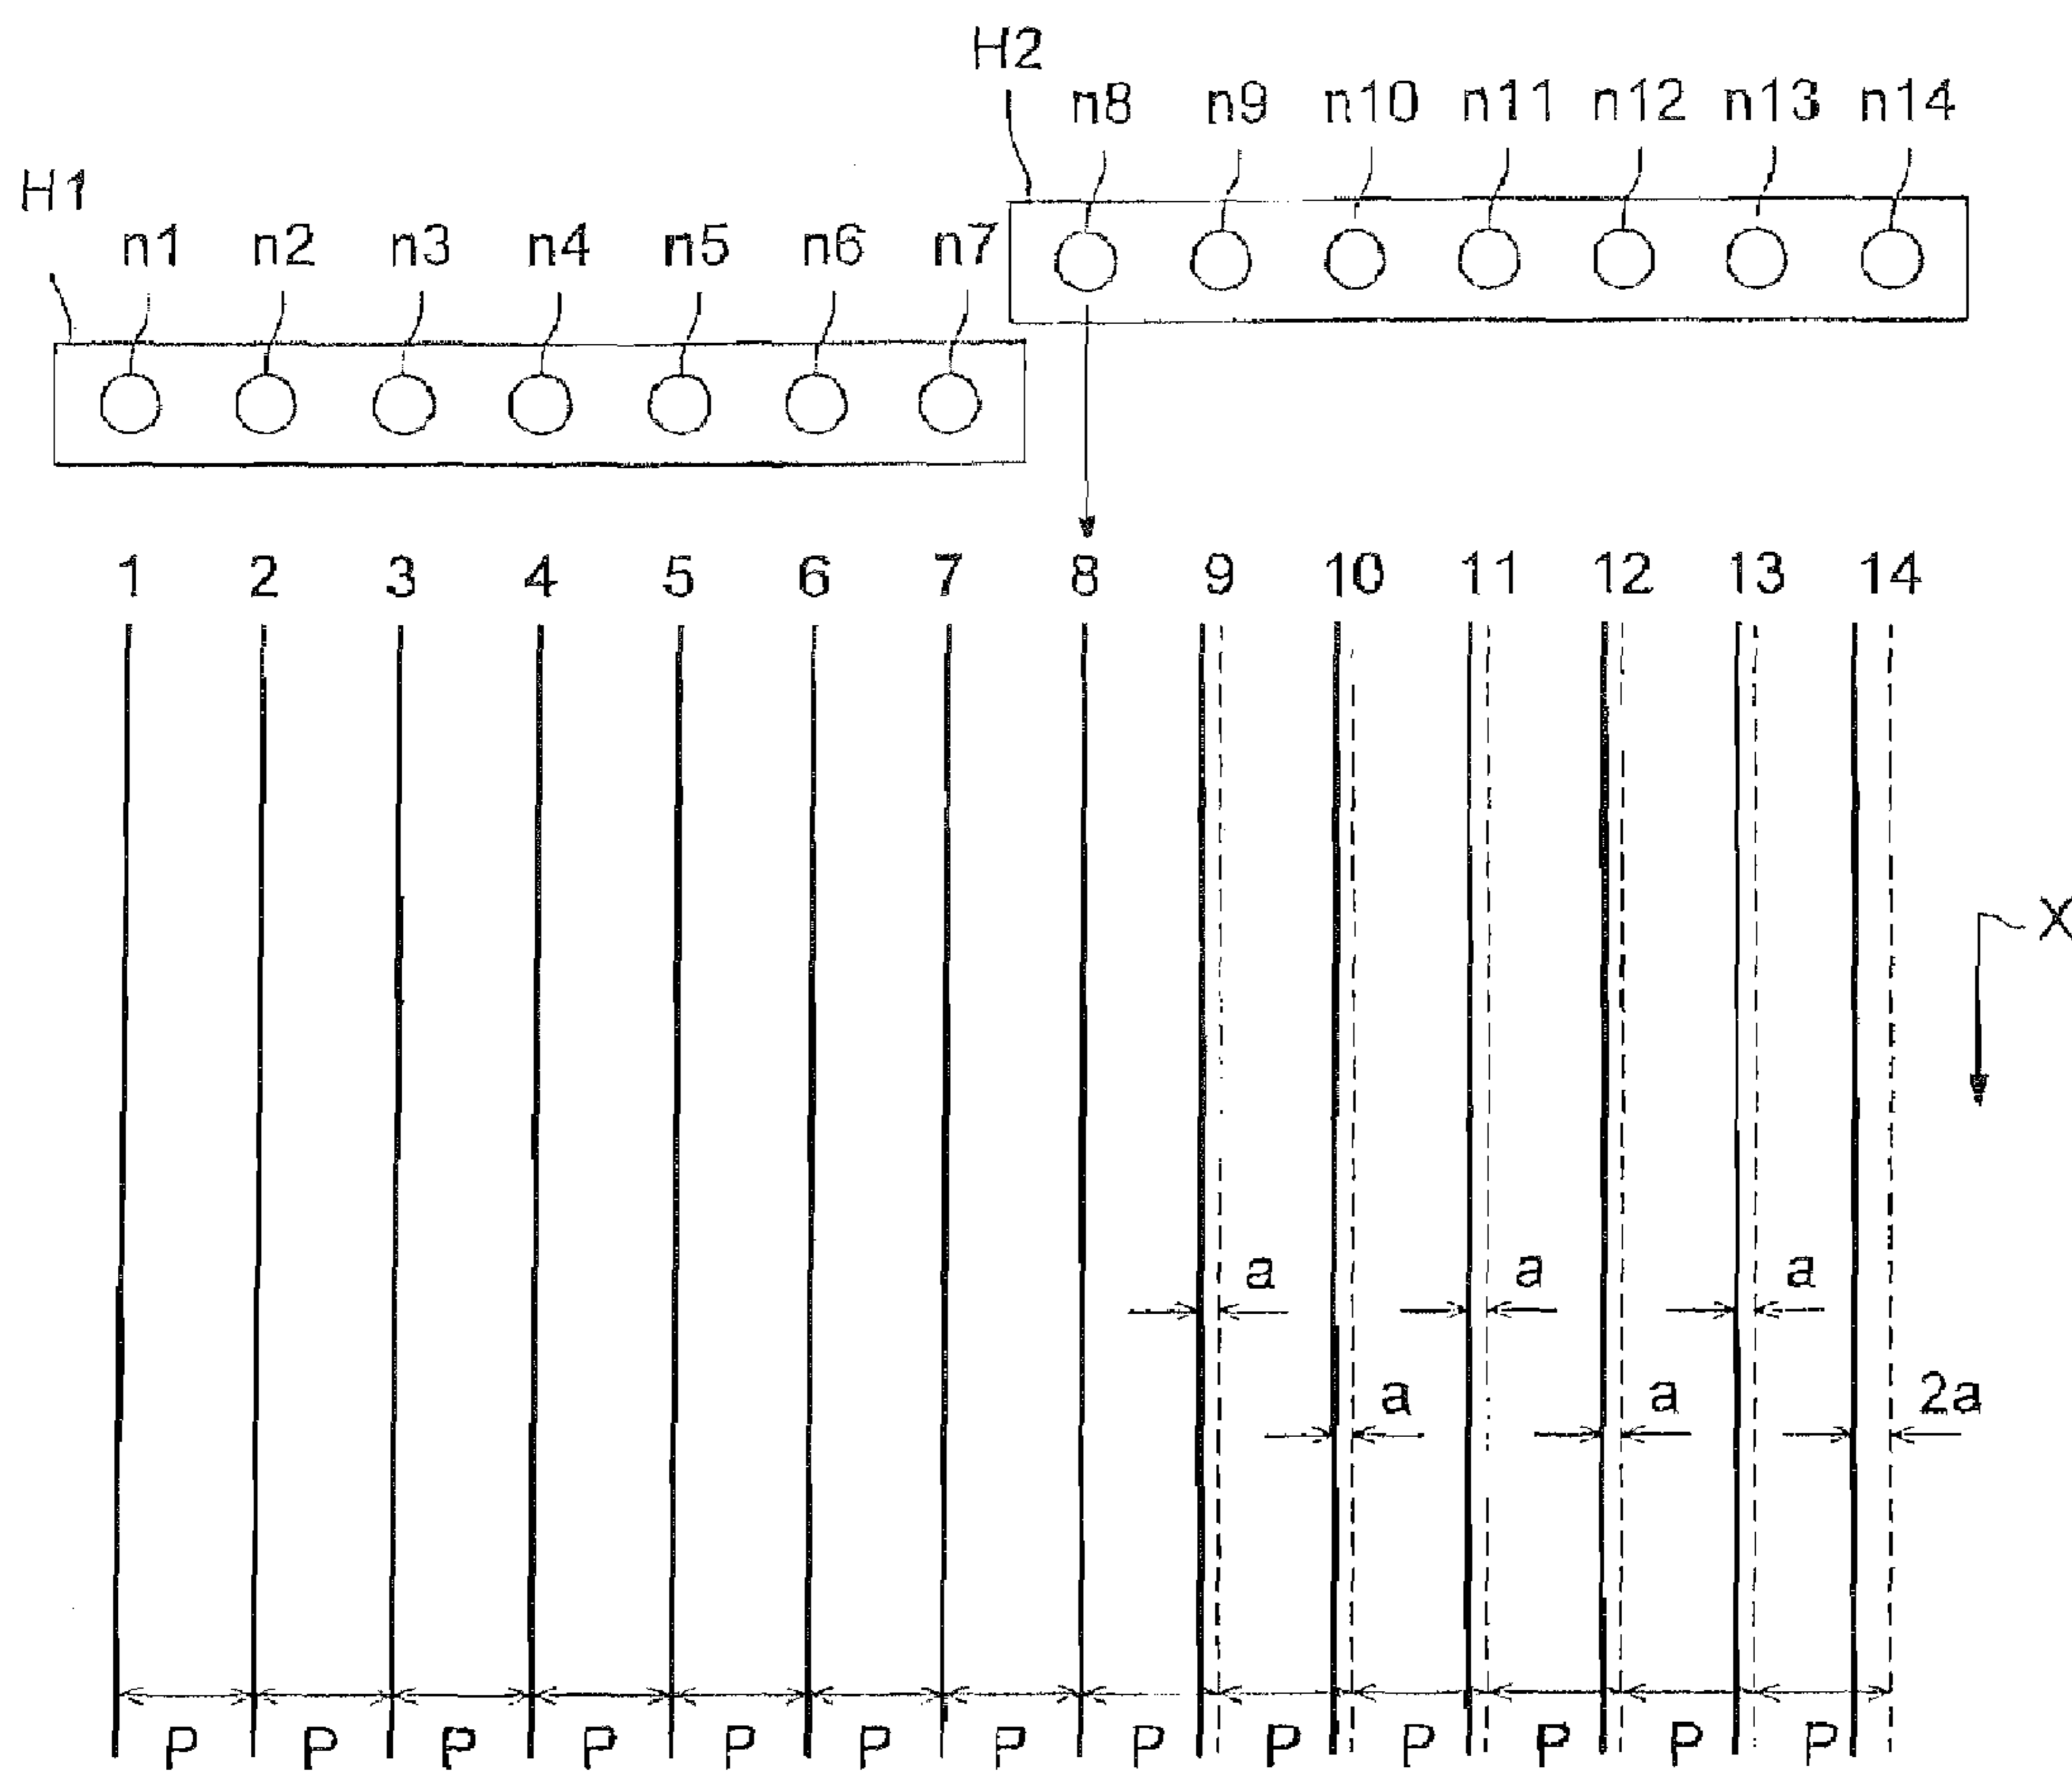 H2
n8 n9 n10 n11 n12 n13 n14
H1
n1 n2 n3 n4 n5 n6 n7
1 2 3 4 5 6 7 8 9 10 11 12 13 14
X
a a a
a a 2a
P P P P P P P P P P P P P